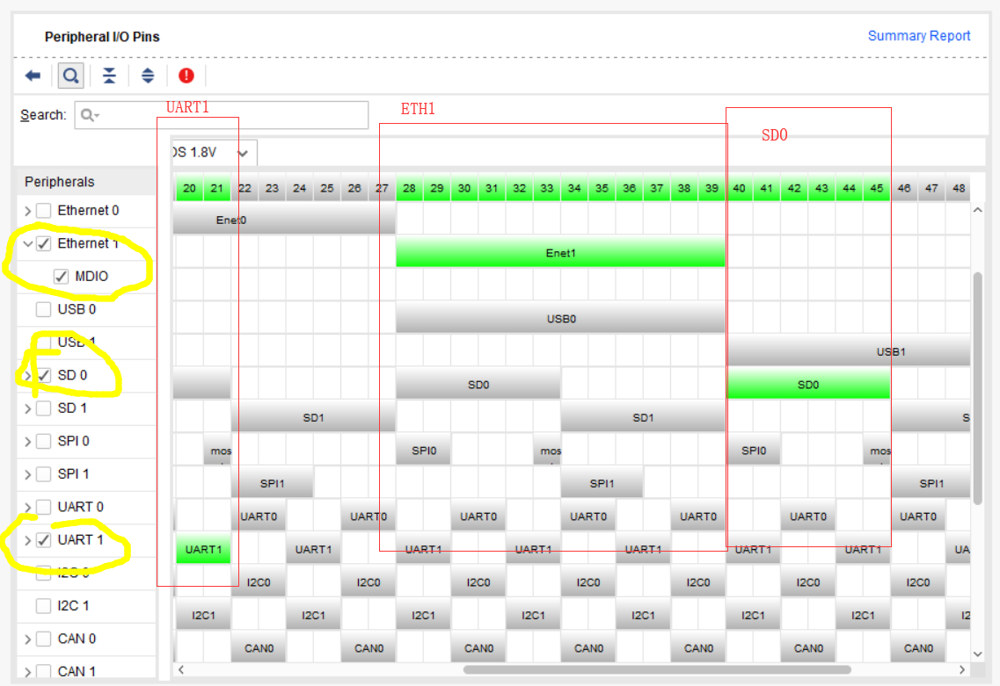 Peripheral I/O Pins
Summary Report
Search:
UART1
ETH1
SD0
OS 1.8V
Peripherals
20 21 22 23 24 25 26 27 28 29 30 31 32 33 34 35 36 37 38 39 40 41 42 43 44 45 46 47 48
Ethernet 0
Enet0
Ethernet 1
Enet1
MDIO
USB 0
USB0
USB 1
USB1
SD 0
SD0 SD0
SD 1
SD1 SD1 S
SPI 0
mos SPI0 mos SPI0 mos
SPI 1
SPI1 SPI1 SPI1
UART 0
UART0 UART0 UART0 UART0 UART0 UART0 UART0
UART 1
UART1 UART1 UART1 UART1 UART1 UART1 UART1 UA
I2C 0
I2C0 I2C0 I2C0 I2C0 I2C0 I2C0 I2C0
I2C 1
I2C1 I2C1 I2C1 I2C1 I2C1 I2C1 I2C1 I2
CAN 0
CAN0 CAN0 CAN0 CAN0 CAN0 CAN0 CAN0
CAN 1